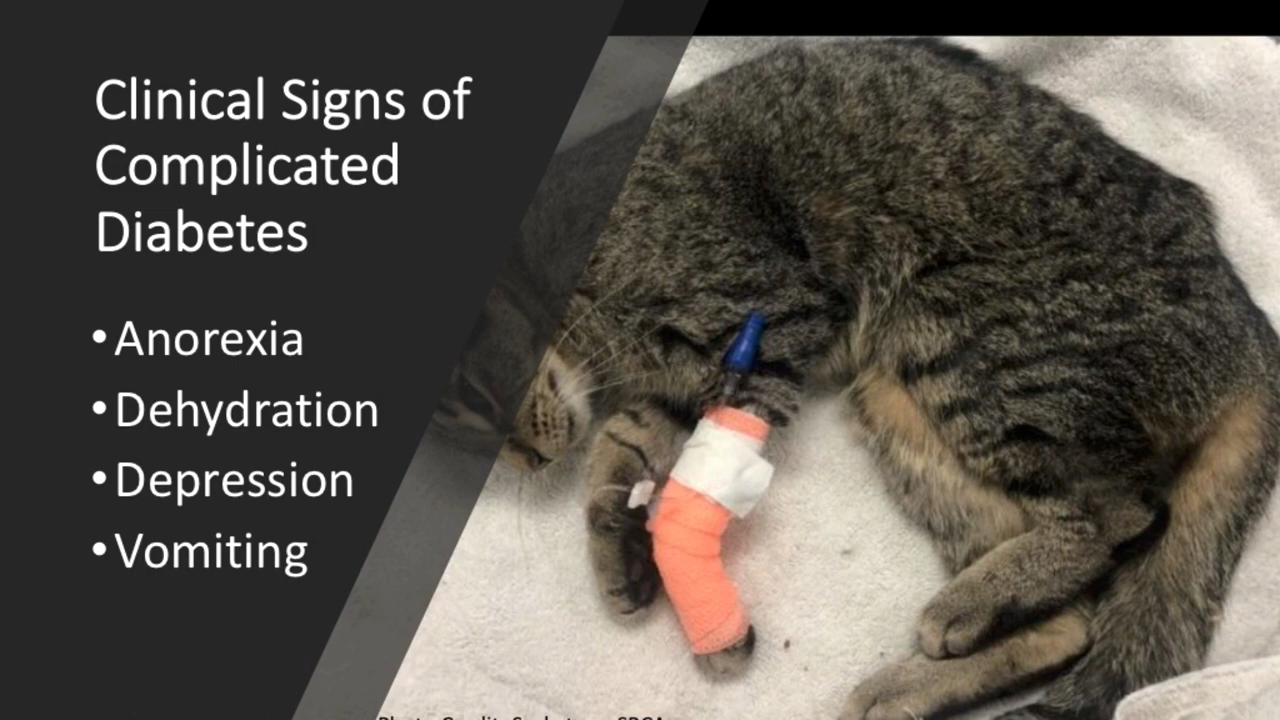 Clinical Signs of
Complicated
Diabetes
• Anorexia
• Dehydration
• Depression
• Vomiting